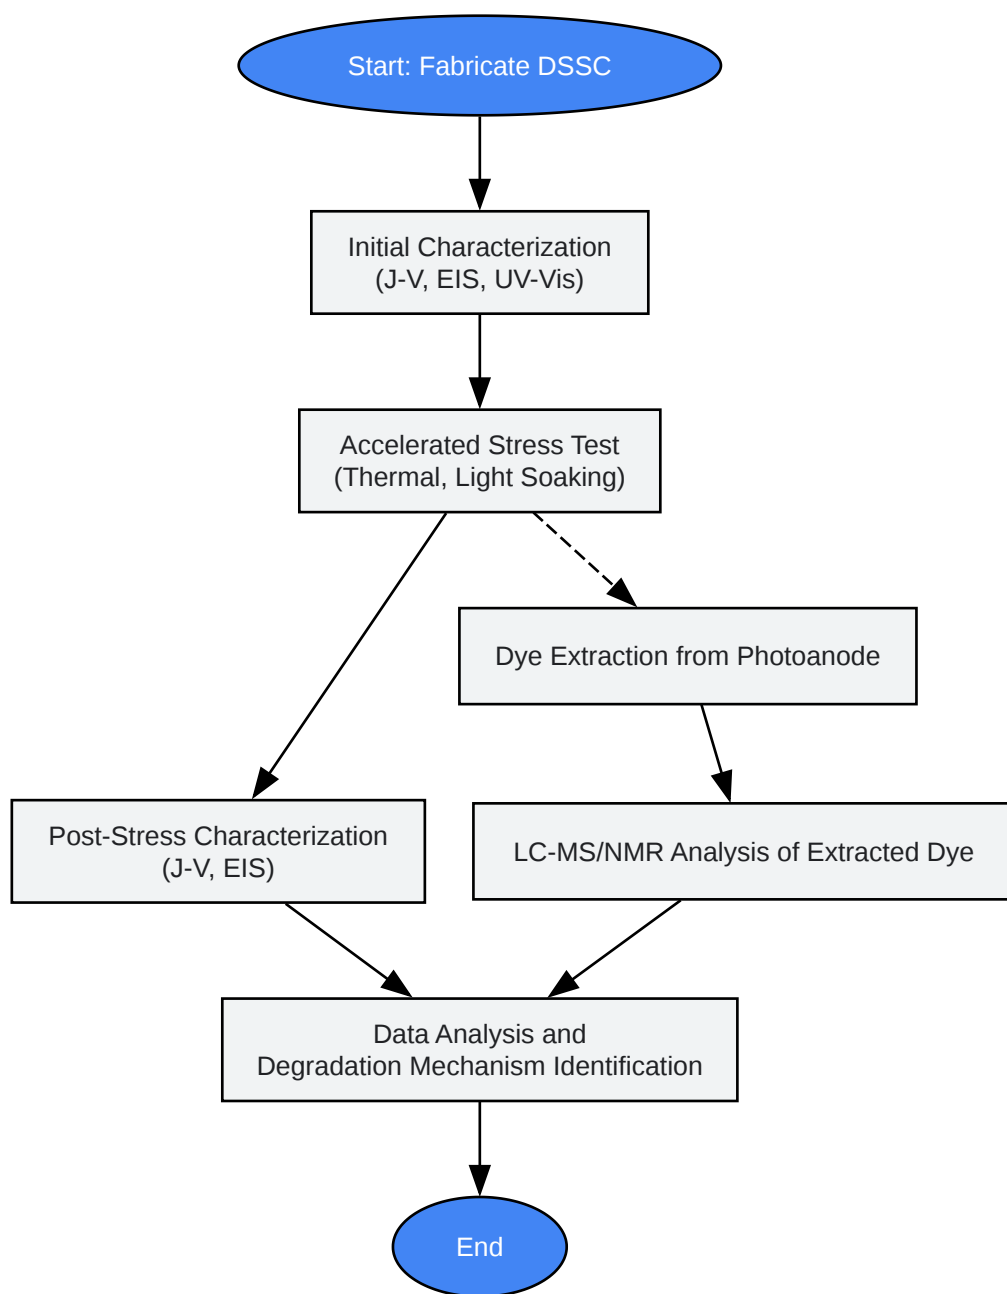 Start: Fabricate DSSC
Initial Characterization
(J-V, EIS, UV-Vis)
Accelerated Stress Test
(Thermal, Light Soaking)
Dye Extraction from Photoanode
Post-Stress Characterization
(J-V, EIS)
LC-MS/NMR Analysis of Extracted Dye
Data Analysis and
Degradation Mechanism Identification
End